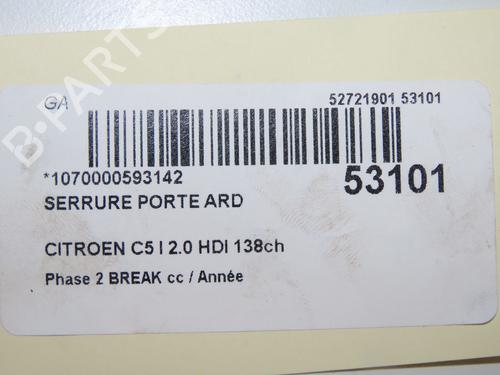 GA
52721901 53101
*1070000593142
53101
SERRURE PORTE ARD
CITROEN C5 I 2.0 HDI 138ch
Phase 2 BREAK cc / Année
B-PARTS